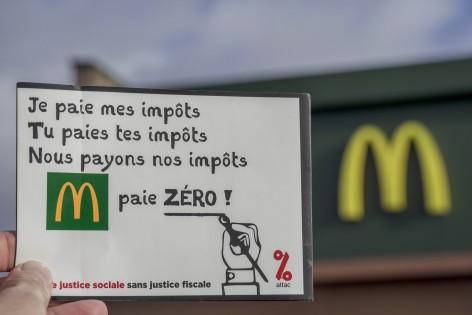 Je paie mes impôts
Tu paies tes impôts
Nous payons nos impôts
paie ZÉRO !
justice sociale sans justice fiscale
%
attac